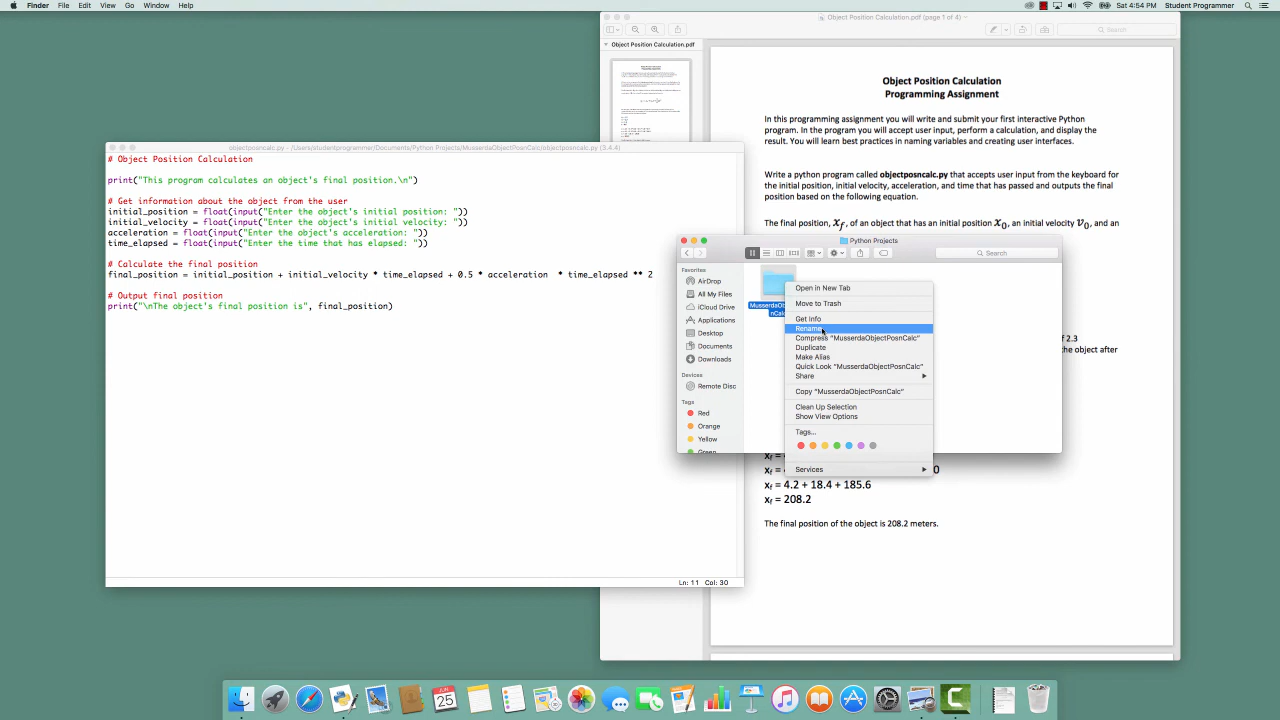 Finder File Edit View Go Window Help
Sat 4:54 PM Student Programmer
Object Position Calculation.pdf (page 1 of 4)
Search
Object Position Calculation.pdf
Object Position Calculation
Programming Assignment
In this programming assignment you will write and submit your first interactive Python
program. In the program you will accept user input, perform a calculation, and display the
result. You will learn best practices in naming variables and creating user interfaces.
Write a python program called objectposncalc.py that accepts user input from the keyboard for
the initial position, initial velocity, acceleration, and time that has passed and outputs the final
position based on the following equation.
The final position, xf, of an object that has an initial position x0, an initial velocity v0, and an
of 2.3
the object after
xf = 4.2 + 18.4 + 185.6
xf = 208.2
The final position of the object is 208.2 meters.
objectposncalc.py - /Users/studentprogrammer/Documents/Python Projects/MusserdaObjectPosnCalc/objectposncalc.py (3.4.4)
# Object Position Calculation
print("This program calculates an object's final position.\n")
# Get information about the object from the user
initial_position = float(input("Enter the object's initial position: "))
initial_velocity = float(input("Enter the object's initial velocity: "))
acceleration = float(input("Enter the object's acceleration: "))
time_elapsed = float(input("Enter the time that has elapsed: "))
# Calculate the final position
final_position = initial_position + initial_velocity * time_elapsed + 0.5 * acceleration  * time_elapsed ** 2
# Output final position
print("\nThe object's final position is", final_position)
Ln: 11 Col: 30
Python Projects
Search
Favorites
AirDrop
All My Files
iCloud Drive
Applications
Desktop
Documents
Downloads
Devices
Remote Disc
Tags
Red
Orange
Yellow
Green
Open in New Tab
Move to Trash
Get Info
Rename
Compress "MusserdaObjectPosnCalc"
Duplicate
Make Alias
Quick Look "MusserdaObjectPosnCalc"
Share
Copy "MusserdaObjectPosnCalc"
Clean Up Selection
Show View Options
Tags...
Services
JUN
25